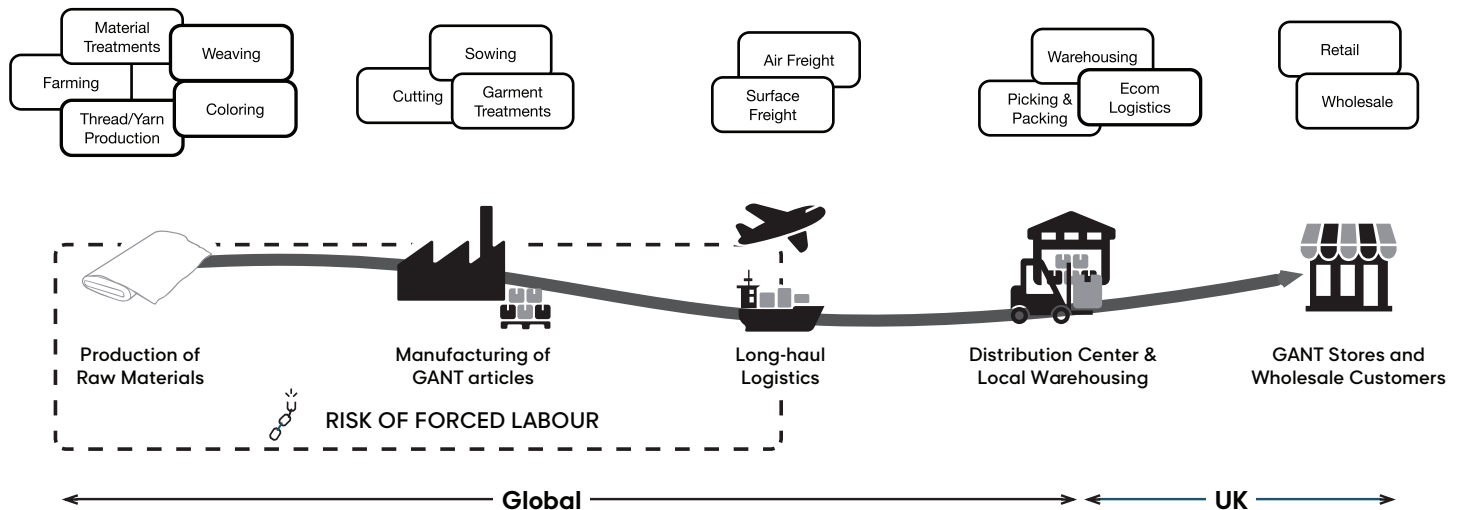 Material
Treatments
Weaving
Farming
Thread/Yarn
Production
Coloring
Sowing
Cutting
Garment
Treatments
Air Freight
Surface
Freight
Warehousing
Picking &
Packing
Ecom
Logistics
Retail
Wholesale
Production of
Raw Materials
Manufacturing of
GANT articles
Long-haul
Logistics
Distribution Center &
Local Warehousing
GANT Stores and
Wholesale Customers
RISK OF FORCED LABOUR
Global
UK